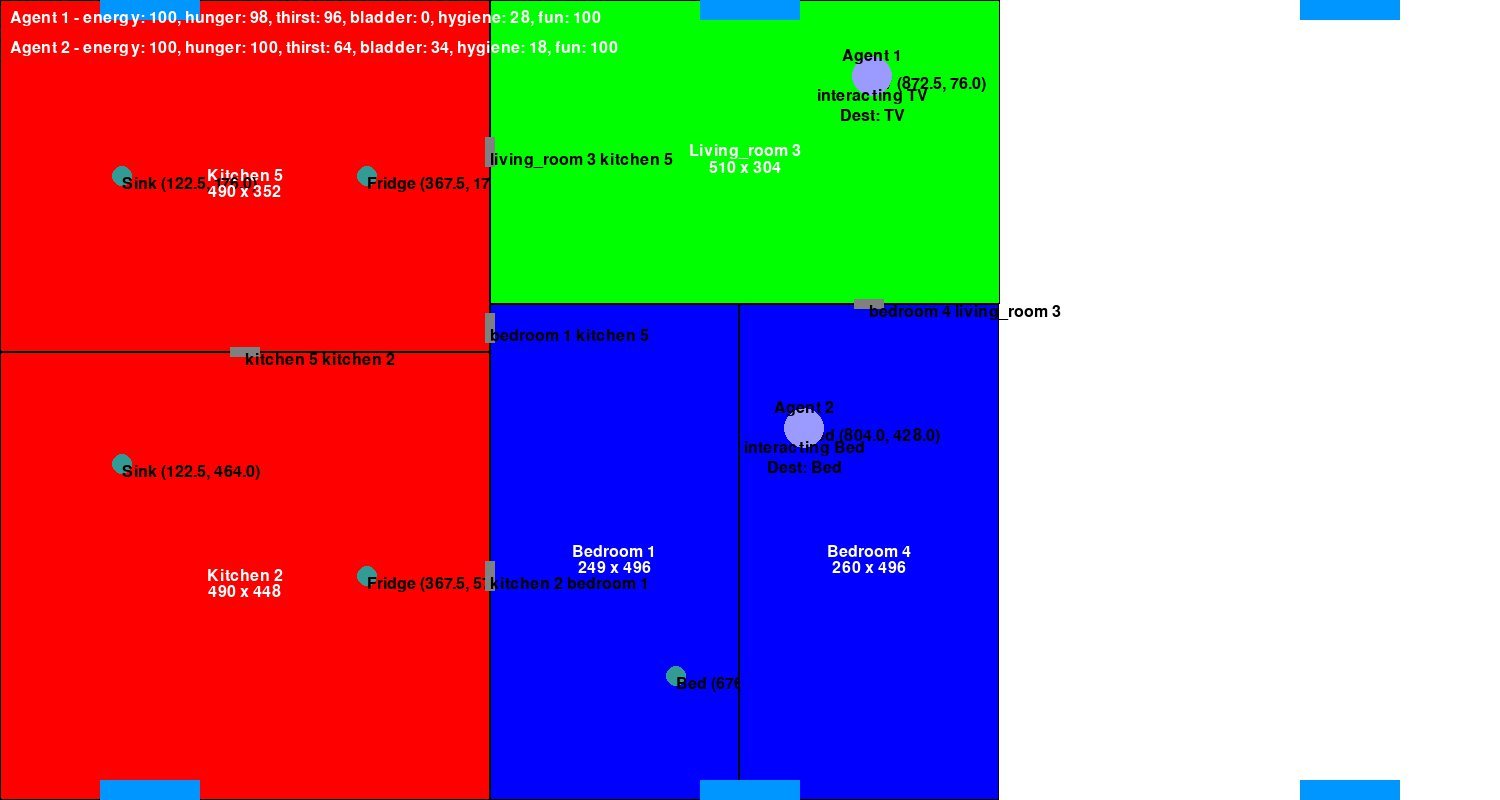 Agent 1 - energy: 100, hunger: 98, thirst: 96, bladder: 0, hygiene: 28, fun: 100
Agent 2 - energy: 100, hunger: 100, thirst: 64, bladder: 34, hygiene: 18, fun: 100
Agent 1
(872.5, 76.0)
interacting TV
Dest: TV
living_room 3 kitchen 5
Living_room 3
510 x 304
Kitchen 5
490 x 352
Sink (122.5,
Fridge (367.5, 17
bedroom 4 living_room 3
bedroom 1 kitchen 5
kitchen 5 kitchen 2
Agent 2
(804.0, 428.0)
interacting Bed
Dest: Bed
Sink (122.5, 464.0)
Bedroom 1
249 x 496
Bedroom 4
260 x 496
Kitchen 2
490 x 448
Fridge (367.5,
kitchen 2 bedroom 1
Bed (676